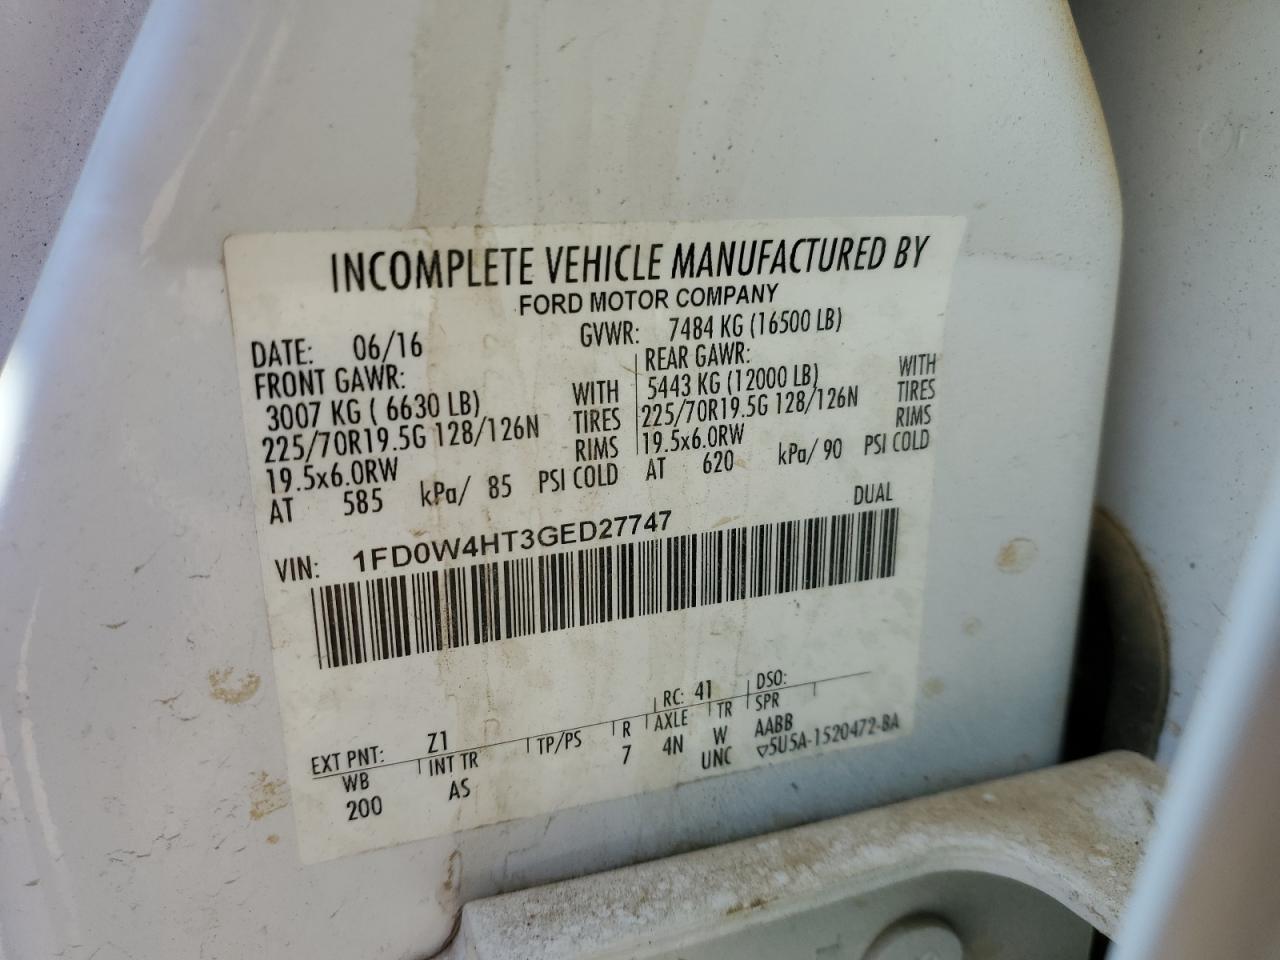 INCOMPLETE VEHICLE MANUFACTURED BY
FORD MOTOR COMPANY
DATE: 06/16 GVWR: 7484 KG (16500 LB)
FRONT GAWR: REAR GAWR:
3007 KG ( 6630 LB) WITH 5443 KG (12000 LB) WITH
225/70R19.5G 128/126N TIRES 225/70R19.5G 128/126N TIRES
19.5x6.0RW RIMS 19.5x6.0RW RIMS
AT 585 kPa/ 85 PSI COLD AT 620 kPa/ 90 PSI COLD
DUAL
VIN: 1FD0W4HT3GED27747
EXT PNT: Z1 RC: 41 DSO:
WB INT TR TP/PS R AXLE TR SPR
200 AS 7 4N W AABB
UNC ▽5U5A-1520472-BA